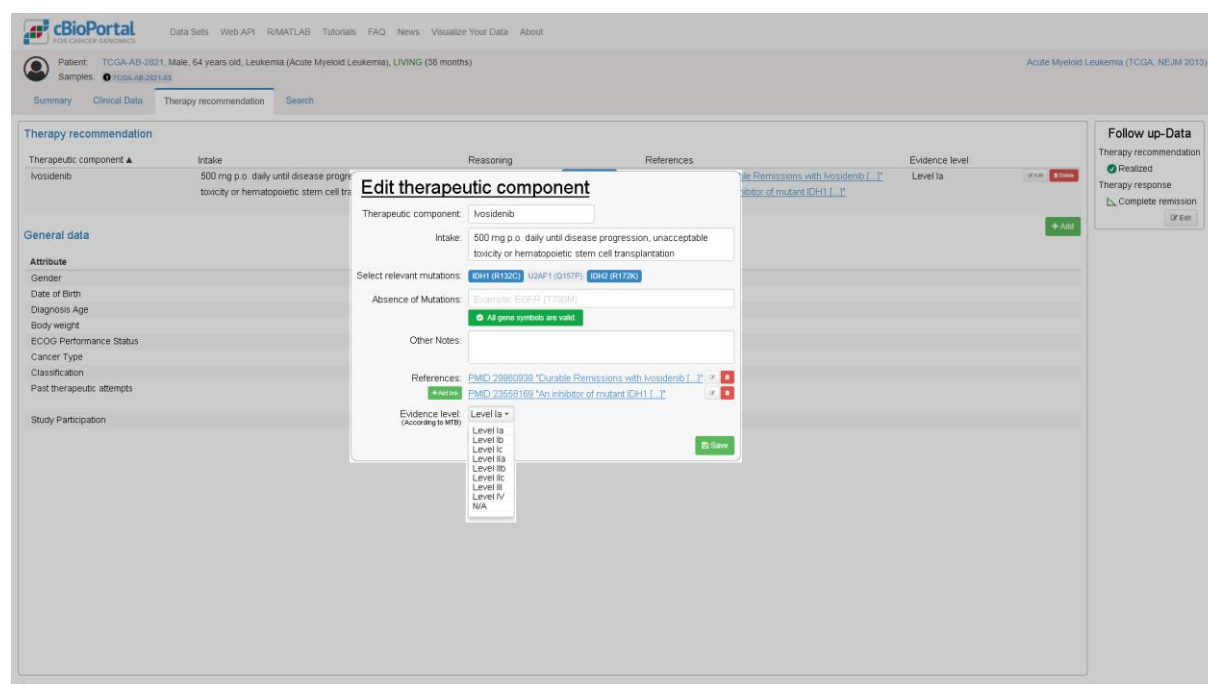 cBioPortal
FOR CANCER GENOMICS
Data Sets Web API R/MATLAB Tutorials FAQ News Visualize Your Data About
Patient: TCGA-AB-2821, Male, 64 years old, Leukemia (Acute Myeloid Leukemia), LIVING (38 months)
Acute Myeloid Leukemia (TCGA, NEJM 2013)
Samples: 1 TCGA-AB-2821-03
Summary Clinical Data Therapy recommendation Search
Therapy recommendation
Therapeutic component ▲ Intake Reasoning References Evidence level
Ivosidenib 500 mg p.o. daily until disease progre ble Remissions with Ivosidenib [...]" Level Ia Edit Delete
toxicity or hematopoietic stem cell tra hibitor of mutant IDH1 [...]"
+ Add
General data
Attribute
Gender
Date of Birth
Diagnosis Age
Body weight
ECOG Performance Status
Cancer Type
Classification
Past therapeutic attempts
Study Participation
Edit therapeutic component
Therapeutic component: Ivosidenib
Intake: 500 mg p.o. daily until disease progression, unacceptable
toxicity or hematopoietic stem cell transplantation
Select relevant mutations: IDH1 (R132C) U2AF1 (Q157P) IDH2 (R172K)
Absence of Mutations: Example: EGFR (T790M)
All gene symbols are valid.
Other Notes:
References: PMID 29860938 "Durable Remissions with Ivosidenib [...]"
+ Add link PMID 23558169 "An inhibitor of mutant IDH1 [...]"
Evidence level: Level Ia
(According to MTB)
Level Ia
Level Ib
Level Ic
Level IIa
Level IIb
Level IIc
Level III
Level IV
N/A
Save
Follow up-Data
Therapy recommendation
Realized
Therapy response
Complete remission
Edit